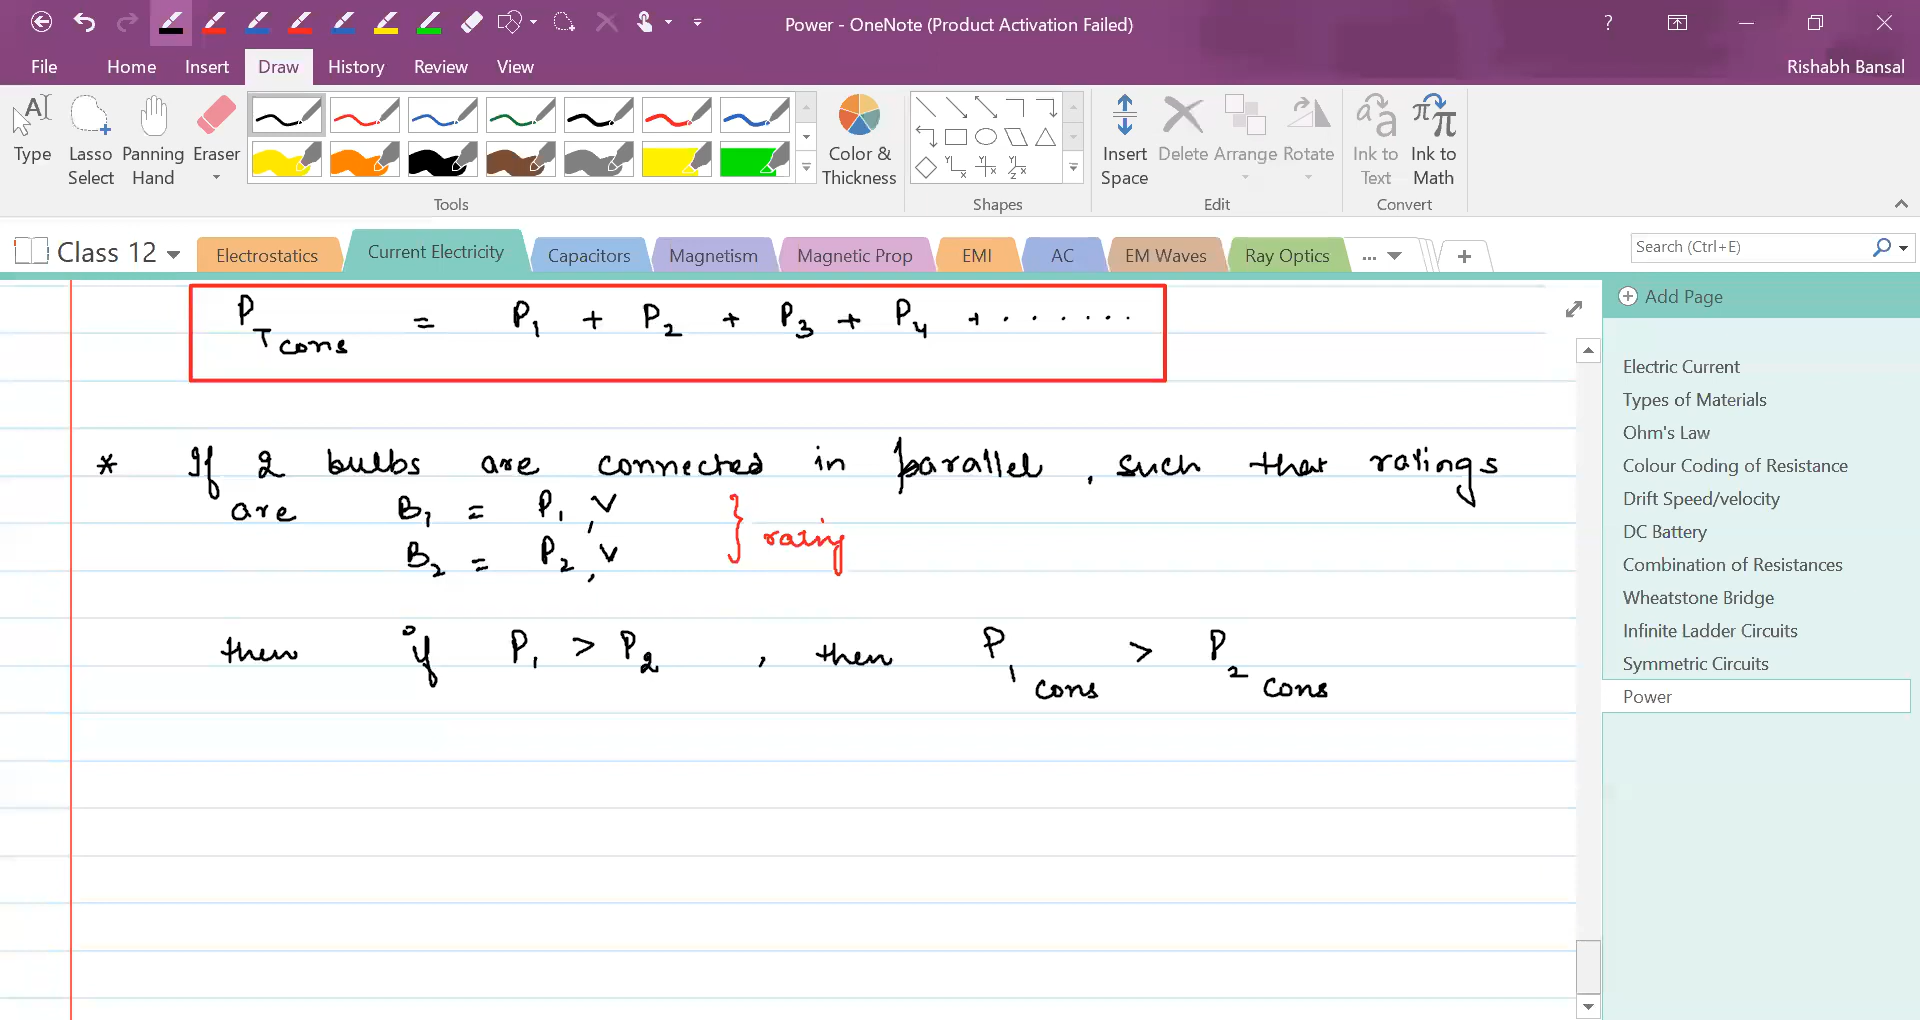 Power - OneNote (Product Activation Failed)
?
File Home Insert Draw History Review View
Rishabh Bansal
Type
Lasso Select
Panning Hand
Eraser
Color & Thickness
Insert Space
Delete
Arrange
Rotate
Ink to Text
Ink to Math
Tools
Shapes
Edit
Convert
Class 12
Electrostatics Current Electricity Capacitors Magnetism Magnetic Prop EMI AC EM Waves Ray Optics ... +
Search (Ctrl+E)
P_T cons = P₁ + P₂ + P₃ + P₄ + .......
* If 2 bulbs are connected in parallel, such that ratings
are B₁ = P₁, V
B₂ = P₂, V
} rating
then if P₁ > P₂, then P₁ cons > P₂ cons
Add Page
Electric Current
Types of Materials
Ohm's Law
Colour Coding of Resistance
Drift Speed/velocity
DC Battery
Combination of Resistances
Wheatstone Bridge
Infinite Ladder Circuits
Symmetric Circuits
Power